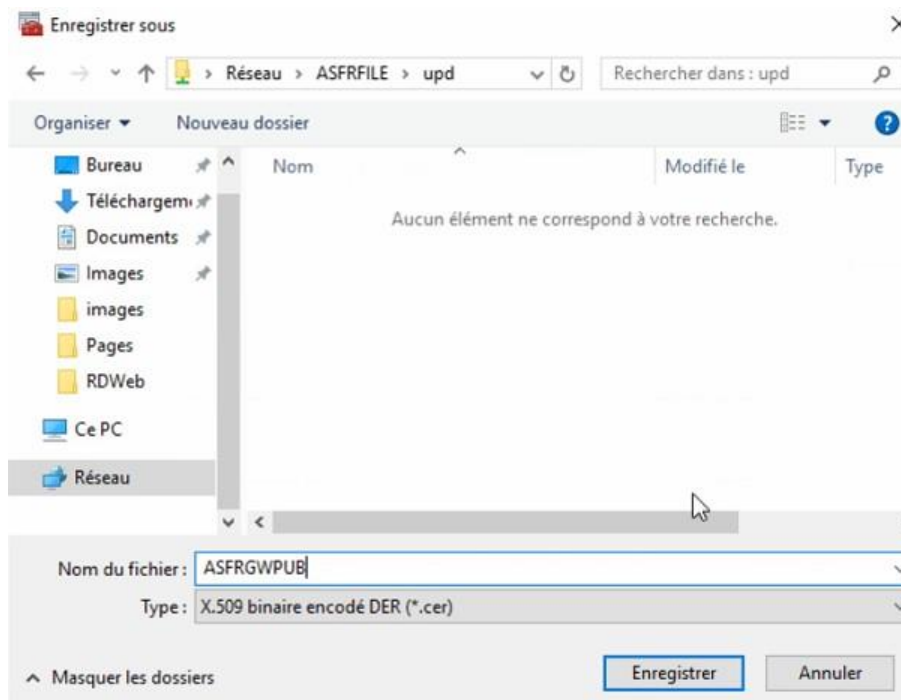 Enregistrer sous
Réseau > ASFRFILE > upd
Rechercher dans : upd
Organiser
Nouveau dossier
?
Nom
Modifié le
Type
Aucun élément ne correspond à votre recherche.
Bureau
Téléchargem
Documents
Images
images
Pages
RDWeb
Ce PC
Réseau
Nom du fichier : ASFRGWPUB
Type : X.509 binaire encodé DER (*.cer)
Masquer les dossiers
Enregistrer
Annuler